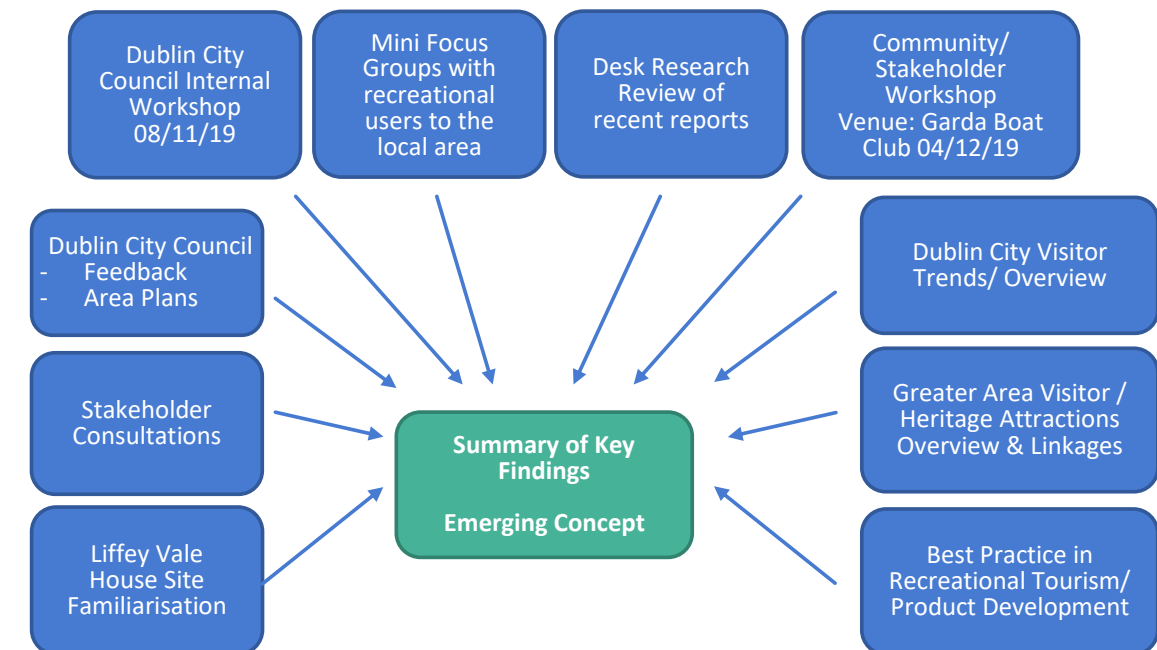 Dublin City
Council Internal
Workshop
08/11/19
Mini Focus
Groups with
recreational
users to the
local area
Desk Research
Review of
recent reports
Community/
Stakeholder
Workshop
Venue: Garda Boat
Club 04/12/19
Dublin City Council
- Feedback
- Area Plans
Dublin City Visitor
Trends/ Overview
Stakeholder
Consultations
Greater Area Visitor /
Heritage Attractions
Overview & Linkages
Summary of Key
Findings
Emerging Concept
Liffey Vale
House Site
Familiarisation
Best Practice in
Recreational Tourism/
Product Development